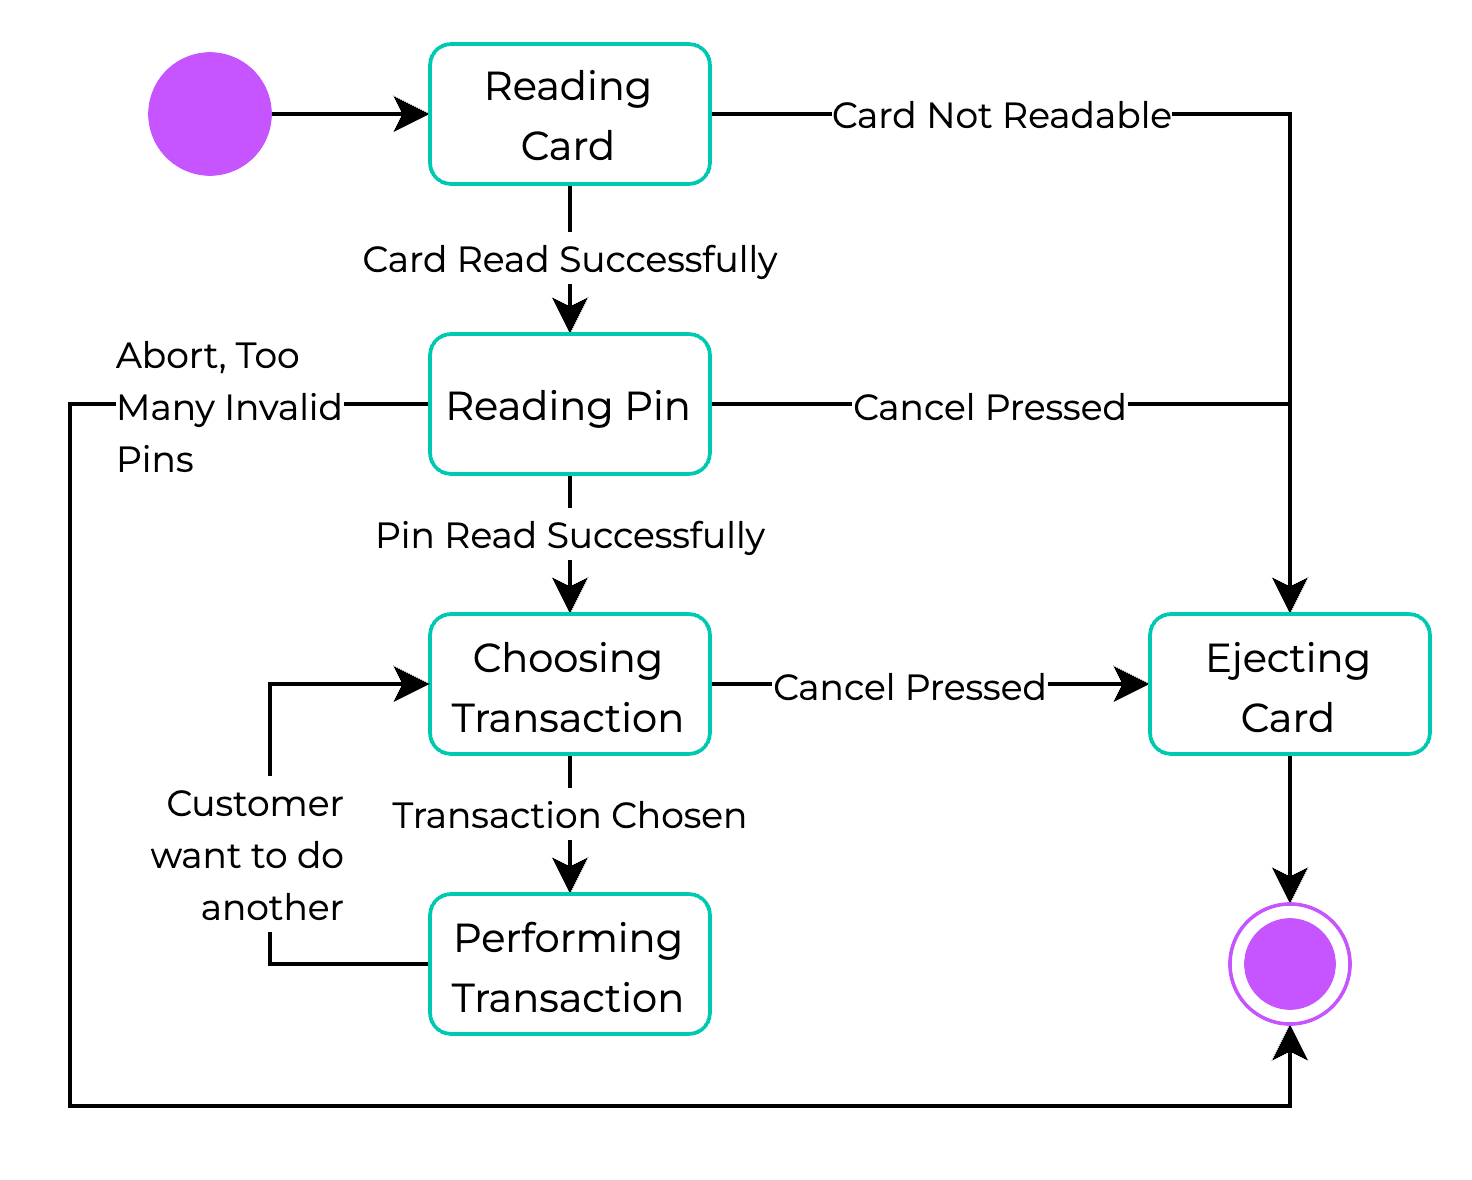 Reading
Card
Card Not Readable
Card Read Successfully
Abort, Too
Many Invalid
Pins
Reading Pin
Cancel Pressed
Pin Read Successfully
Choosing
Transaction
Cancel Pressed
Ejecting
Card
Customer
want to do
another
Transaction Chosen
Performing
Transaction